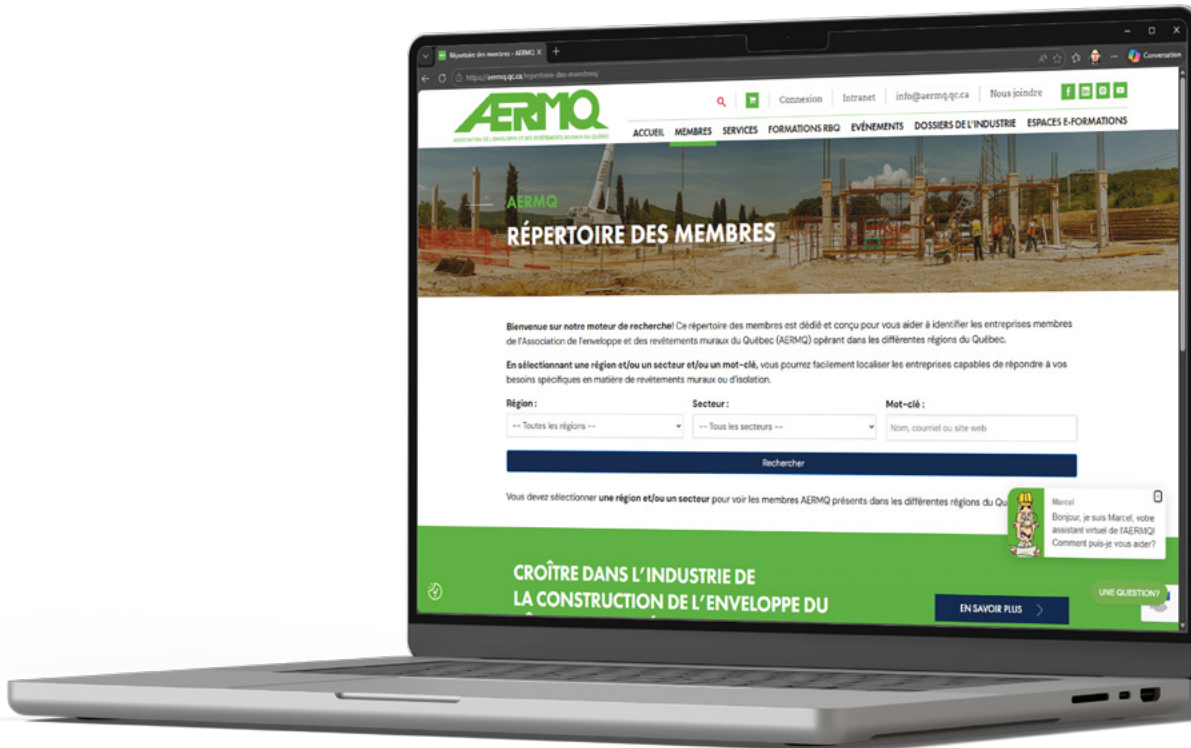 Répertoire des membres - AERMQ
https://aermq.qc.ca/repertoire-des-membres/
Conversation
AERMQ
ASSOCIATION DE L'ENVELOPPE ET DES REVÊTEMENTS MURAUX DU QUÉBEC
Connexion Intranet info@aermq.qc.ca Nous joindre
ACCUEIL MEMBRES SERVICES FORMATIONS RBQ EVÉNEMENTS DOSSIERS DE L'INDUSTRIE ESPACES E-FORMATIONS
AERMQ
RÉPERTOIRE DES MEMBRES
Bienvenue sur notre moteur de recherche! Ce répertoire des membres est dédié et conçu pour vous aider à identifier les entreprises membres
de l'Association de l'enveloppe et des revêtements muraux du Québec (AERMQ) opérant dans les différentes régions du Québec.
En sélectionnant une région et/ou un secteur et/ou un mot-clé, vous pourrez facilement localiser les entreprises capables de répondre à vos
besoins spécifiques en matière de revêtements muraux ou d'isolation.
Région : Secteur : Mot-clé :
-- Toutes les régions -- -- Tous les secteurs -- Nom, courriel ou site web
Rechercher
Vous devez sélectionner une région et/ou un secteur pour voir les membres AERMQ présents dans les différentes régions du Qu
Marcel
Bonjour, je suis Marcel, votre
assistant virtuel de l'AERMQ!
Comment puis-je vous aider?
CROÎTRE DANS L'INDUSTRIE DE
LA CONSTRUCTION DE L'ENVELOPPE DU
EN SAVOIR PLUS
UNE QUESTION?